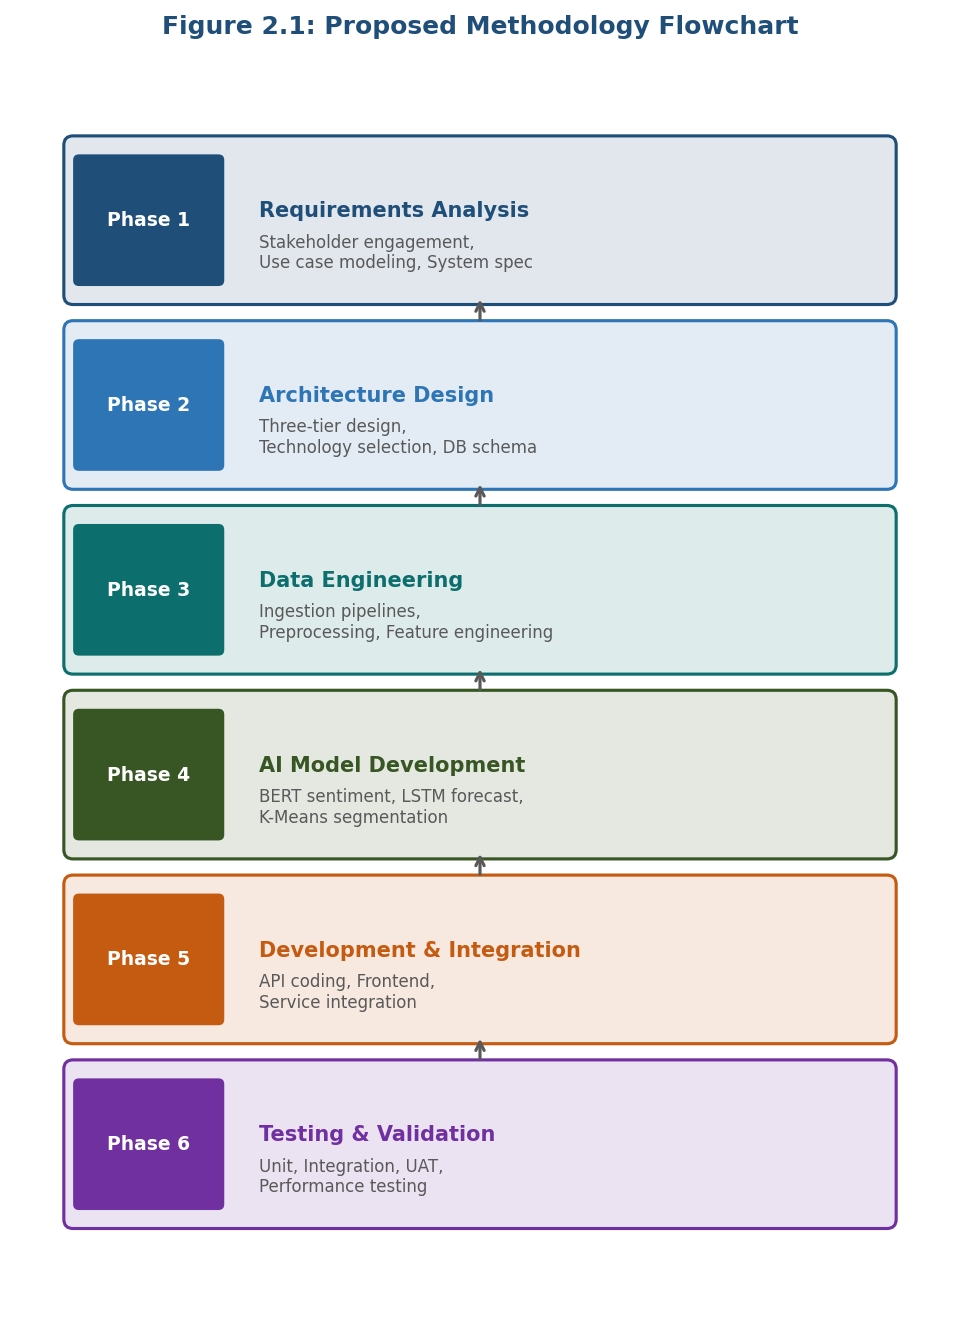 Figure 2.1: Proposed Methodology Flowchart
Phase 1
Requirements Analysis
Stakeholder engagement,
Use case modeling, System spec
Phase 2
Architecture Design
Three-tier design,
Technology selection, DB schema
Phase 3
Data Engineering
Ingestion pipelines,
Preprocessing, Feature engineering
Phase 4
AI Model Development
BERT sentiment, LSTM forecast,
K-Means segmentation
Phase 5
Development & Integration
API coding, Frontend,
Service integration
Phase 6
Testing & Validation
Unit, Integration, UAT,
Performance testing